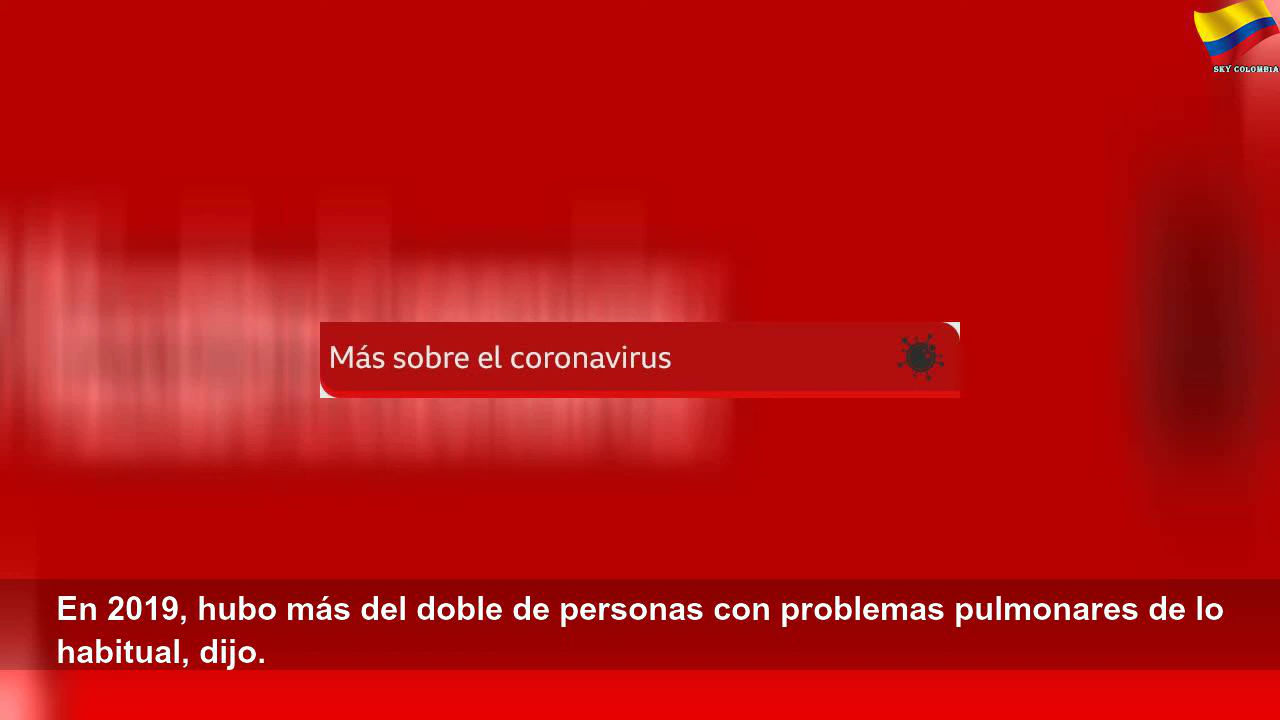 SKY COLOMBIA
Más sobre el coronavirus
En 2019, hubo más del doble de personas con problemas pulmonares de lo
habitual, dijo.